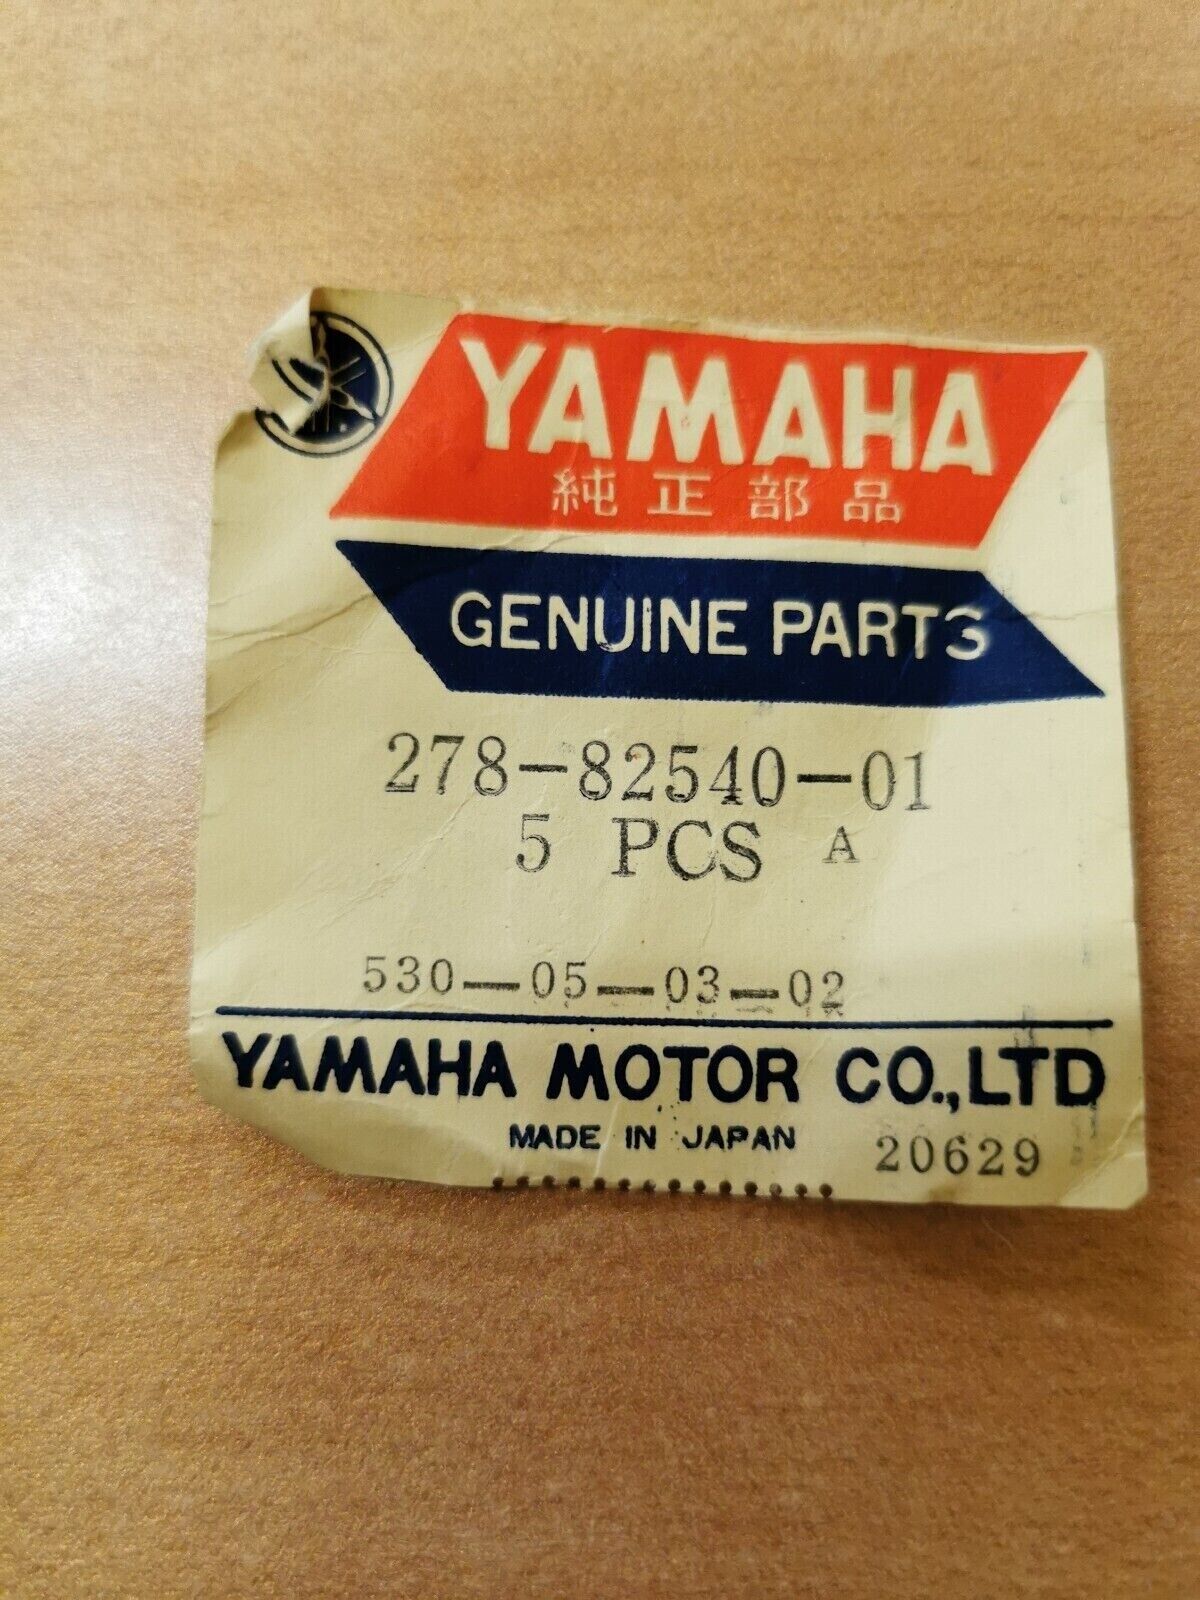 YAMAHA
純正部品
GENUINE PARTS
278-82540-01
5 PCS A
530-05-03-02
YAMAHA MOTOR CO.,LTD
MADE IN JAPAN 20629